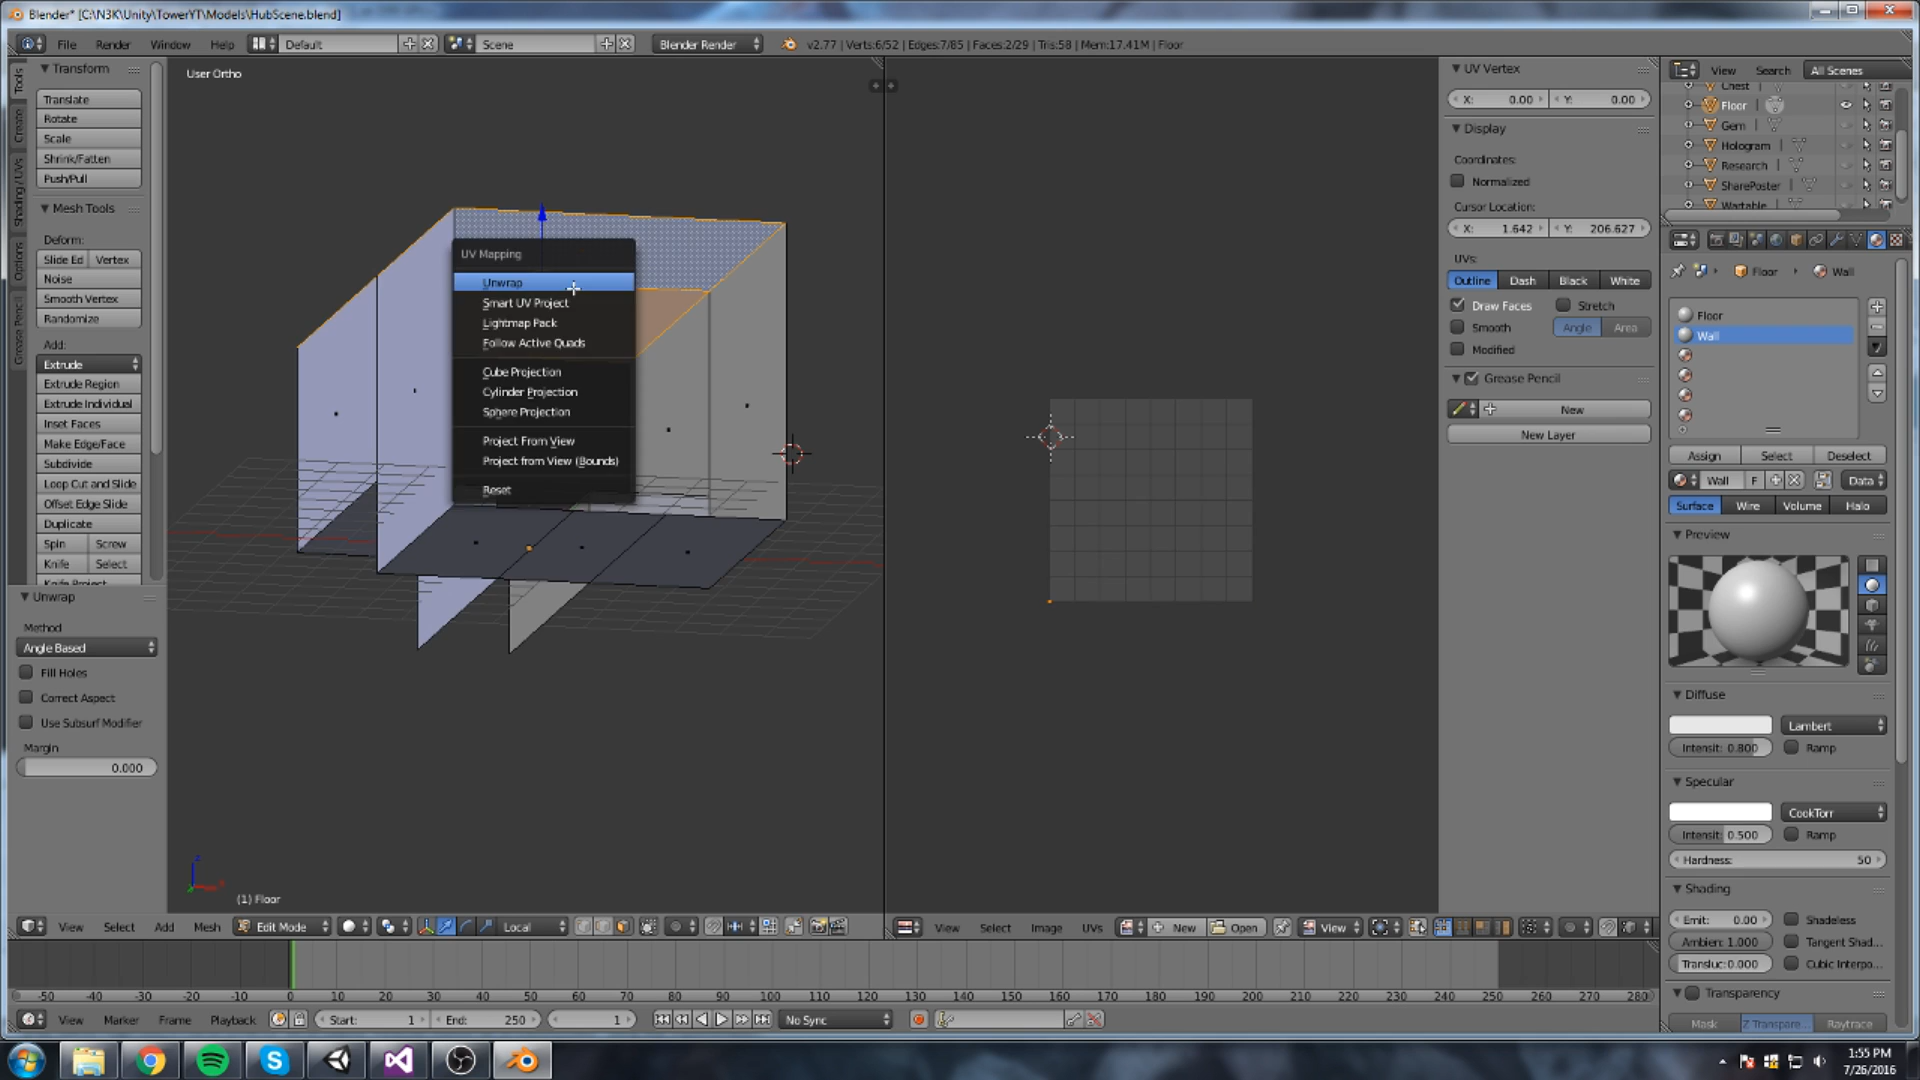 Blender* [C:\N3K\Unity\TowerYT\Models\HubScene.blend]
File Render Window Help Default Scene Blender Render v2.77 | Verts:6/52 | Edges:7/85 | Faces:2/29 | Tris:58 | Mem:17.41M | Floor
Tools
Create
Shading / UVs
Options
Grease Pencil
Transform
Translate
Rotate
Scale
Shrink/Fatten
Push/Pull
Mesh Tools
Deform:
Slide Ed Vertex
Noise
Smooth Vertex
Randomize
Add:
Extrude
Extrude Region
Extrude Individual
Inset Faces
Make Edge/Face
Subdivide
Loop Cut and Slide
Offset Edge Slide
Duplicate
Spin Screw
Knife Select
Knife Project
Unwrap
Method
Angle Based
Fill Holes
Correct Aspect
Use Subsurf Modifier
Margin
0.000
User Ortho
UV Mapping
Unwrap
Smart UV Project
Lightmap Pack
Follow Active Quads
Cube Projection
Cylinder Projection
Sphere Projection
Project From View
Project from View (Bounds)
Reset
(1) Floor
View Select Add Mesh Edit Mode Local
View Select Image UVs New Open View
UV Vertex
X: 0.00 Y: 0.00
Display
Coordinates:
Normalized
Cursor Location:
X: 1.642 Y: 206.627
UVs:
Outline Dash Black White
Draw Faces Stretch
Smooth Angle Area
Modified
Grease Pencil
New
New Layer
View Search All Scenes
Chest
Floor
Gem
Hologram
Research
SharePoster
Wartable
Floor Wall
Floor
Wall
Assign Select Deselect
Wall F Data
Surface Wire Volume Halo
Preview
Diffuse
Lambert
Intensit: 0.800 Ramp
Specular
CookTorr
Intensit: 0.500 Ramp
Hardness: 50
Shading
Emit: 0.00 Shadeless
Ambien: 1.000 Tangent Shad...
Transluc:0.000 Cubic Interpo...
Transparency
Mask Z Transpare... Raytrace
-50 -40 -30 -20 -10 0 10 20 30 40 50 60 70 80 90 100 110 120 130 140 150 160 170 180 190 200 210 220 230 240 250 260 270 280
View Marker Frame Playback Start: 1 End: 250 1 No Sync
1:55 PM
7/26/2016